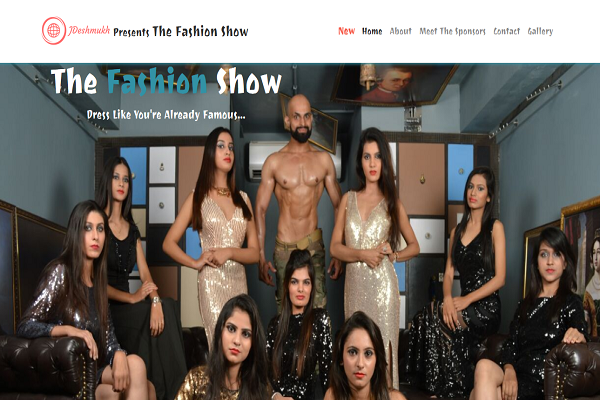 JDeshmukh Presents The Fashion Show
New Home About Meet The Sponsors Contact Gallery
The Fashion Show
Dress Like You're Already Famous...